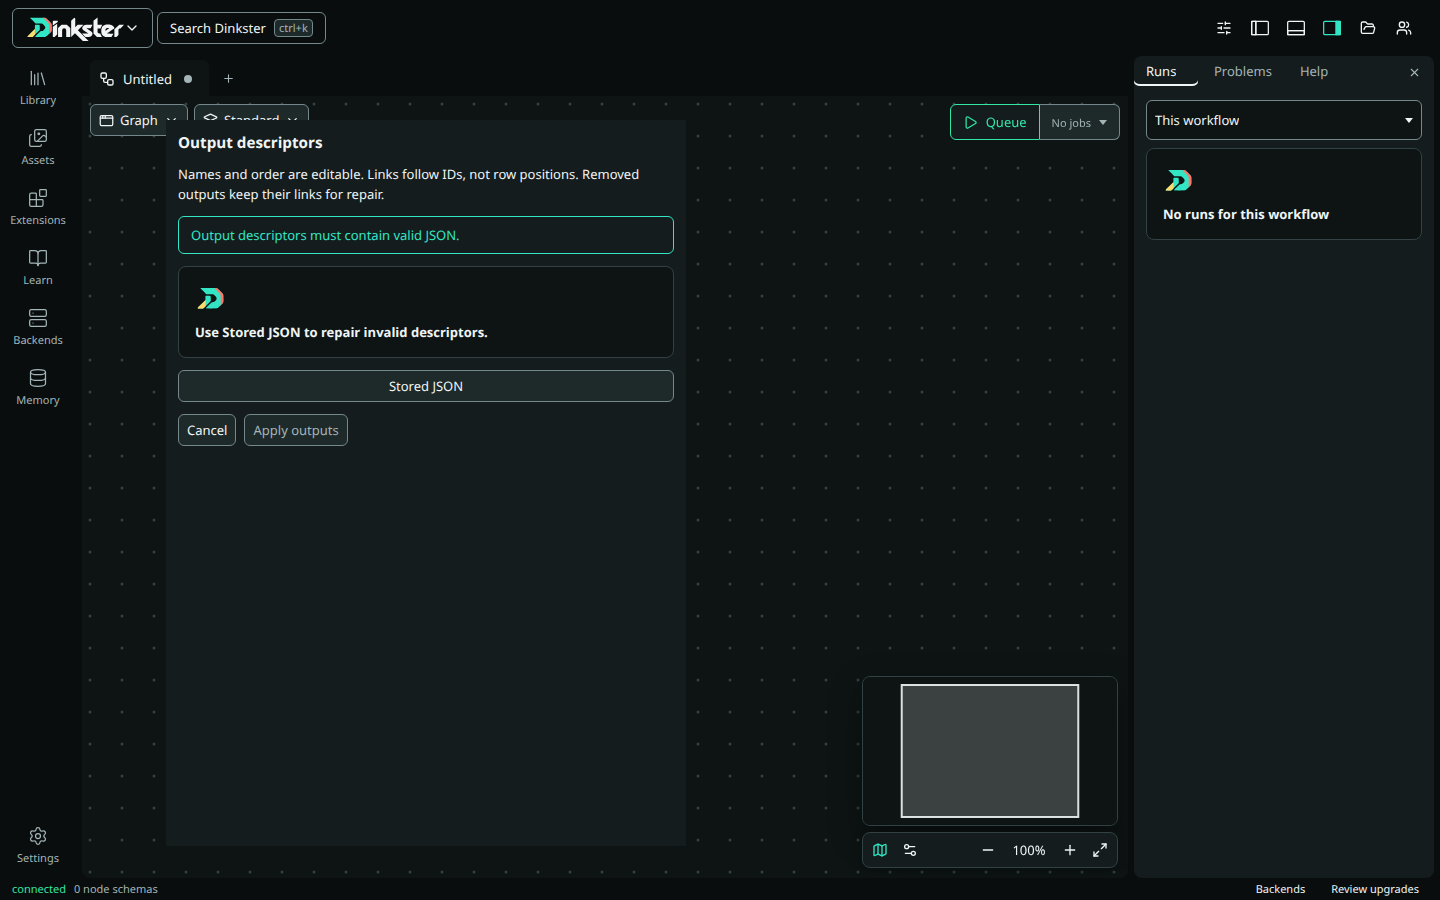 Dinkster
Search Dinkster ctrl+k
Library
Assets
Extensions
Learn
Backends
Memory
Settings
Untitled
Graph
Standard
Queue
No jobs
Output descriptors
Names and order are editable. Links follow IDs, not row positions. Removed
outputs keep their links for repair.
Output descriptors must contain valid JSON.
Use Stored JSON to repair invalid descriptors.
Stored JSON
Cancel
Apply outputs
100%
Runs
Problems
Help
This workflow
No runs for this workflow
connected
0 node schemas
Backends
Review upgrades